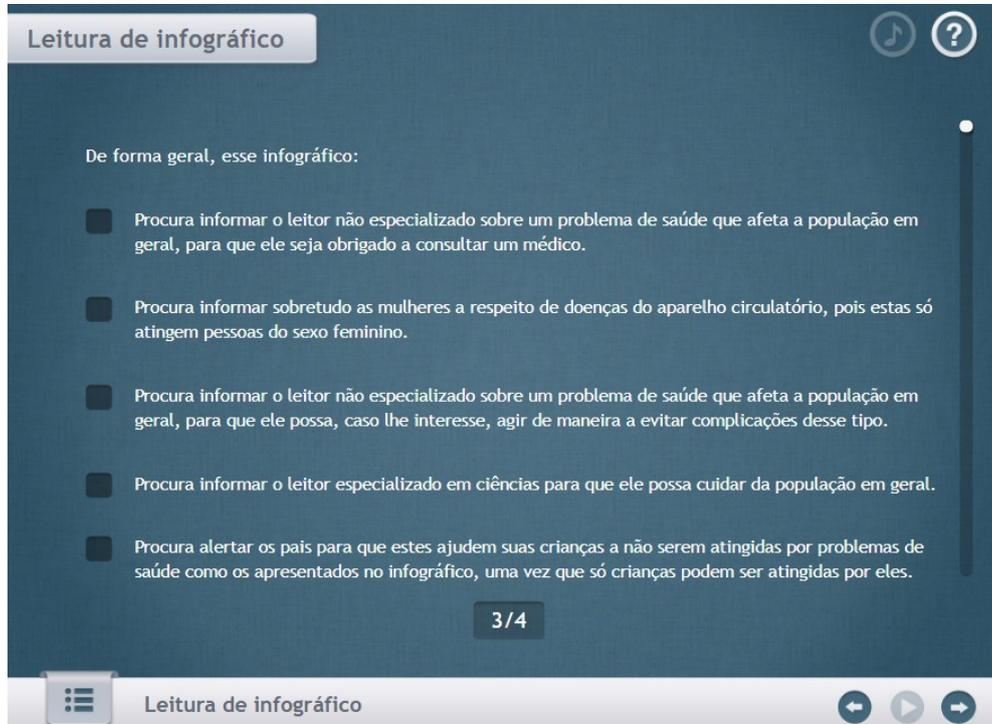 Leitura de infográfico
?
De forma geral, esse infográfico:
Procura informar o leitor não especializado sobre um problema de saúde que afeta a população em
geral, para que ele seja obrigado a consultar um médico.
Procura informar sobretudo as mulheres a respeito de doenças do aparelho circulatório, pois estas só
atingem pessoas do sexo feminino.
Procura informar o leitor não especializado sobre um problema de saúde que afeta a população em
geral, para que ele possa, caso lhe interesse, agir de maneira a evitar complicações desse tipo.
Procura informar o leitor especializado em ciências para que ele possa cuidar da população em geral.
Procura alertar os pais para que estes ajudem suas crianças a não serem atingidas por problemas de
saúde como os apresentados no infográfico, uma vez que só crianças podem ser atingidas por eles.
3/4
Leitura de infográfico